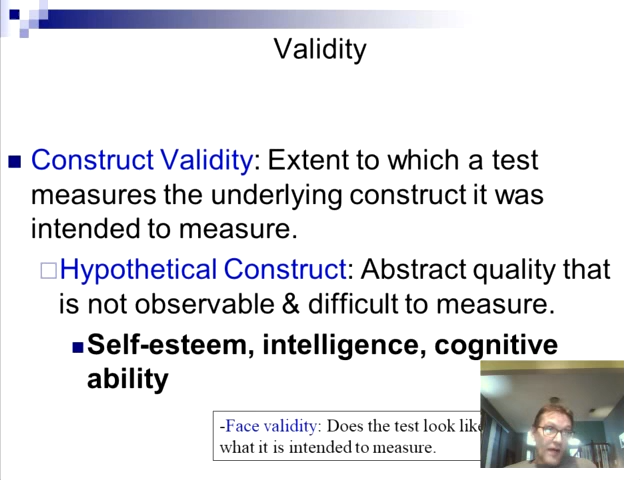 Validity
Construct Validity: Extent to which a test
measures the underlying construct it was
intended to measure.
Hypothetical Construct: Abstract quality that
is not observable & difficult to measure.
Self-esteem, intelligence, cognitive
ability
-Face validity: Does the test look like
what it is intended to measure.